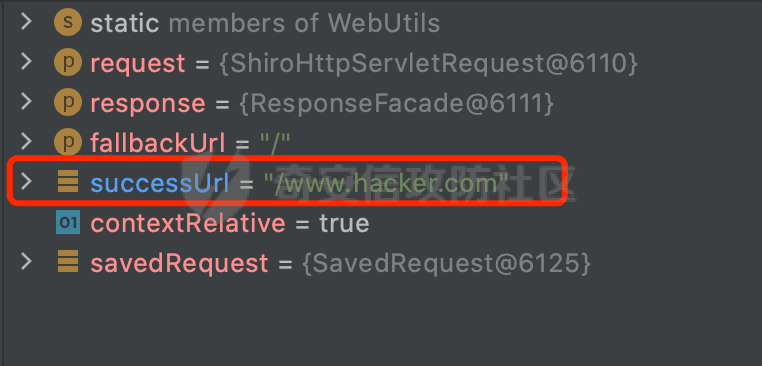 s static members of WebUtils
p request = {ShiroHttpServletRequest@6110}
p response = {ResponseFacade@6111}
p fallbackUrl = "/"
successUrl = "/www.hacker.com"
奇安信攻防社区
01 contextRelative = true
savedRequest = {SavedRequest@6125}